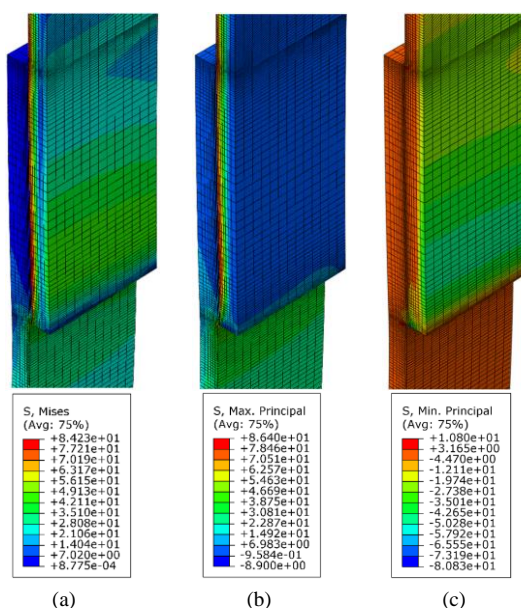 S, Mises
(Avg: 75%)
+8.423e+01
+7.721e+01
+7.019e+01
+6.317e+01
+5.615e+01
+4.913e+01
+4.211e+01
+3.510e+01
+2.808e+01
+2.106e+01
+1.404e+01
+7.020e+00
+8.775e-04
S, Max. Principal
(Avg: 75%)
+8.640e+01
+7.846e+01
+7.051e+01
+6.257e+01
+5.463e+01
+4.669e+01
+3.875e+01
+3.081e+01
+2.287e+01
+1.492e+01
+6.983e+00
-9.584e-01
-8.900e+00
S, Min. Principal
(Avg: 75%)
+1.080e+01
+3.165e+00
-4.470e+00
-1.211e+01
-1.974e+01
-2.738e+01
-3.501e+01
-4.265e+01
-5.028e+01
-5.792e+01
-6.555e+01
-7.319e+01
-8.083e+01
(a)
(b)
(c)